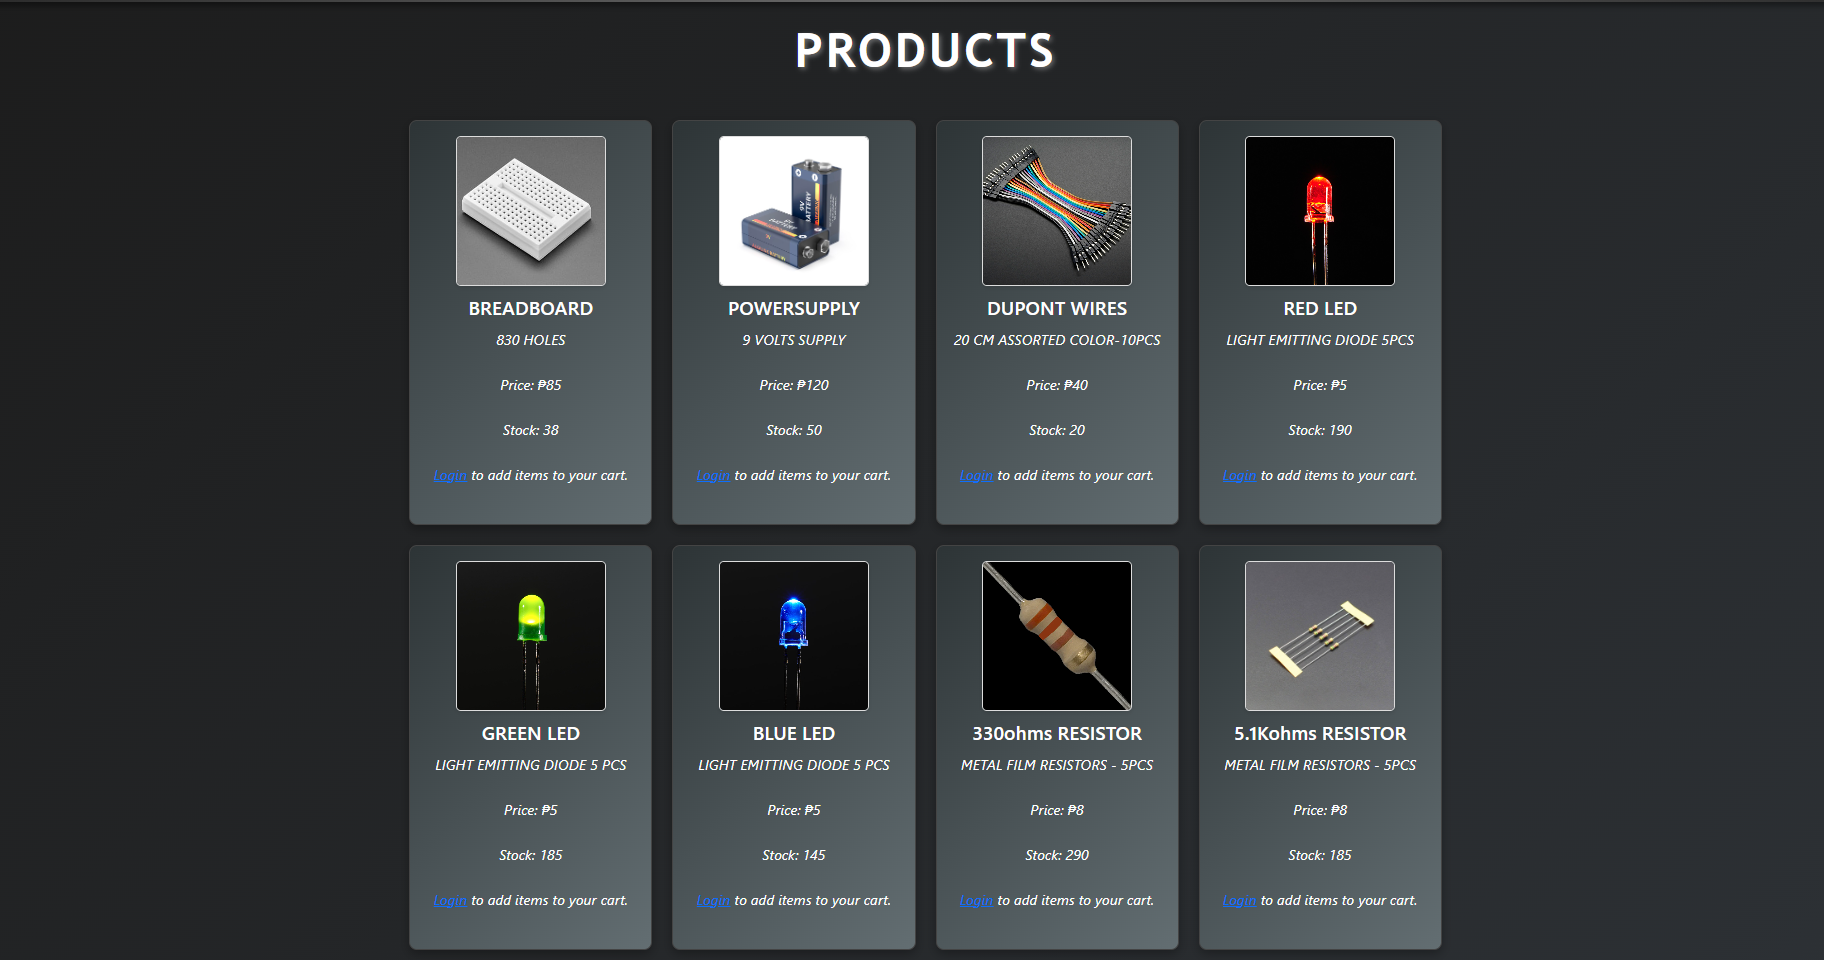 PRODUCTS
BREADBOARD
830 HOLES
Price: ₱85
Stock: 38
Login to add items to your cart.
9V BATTERY
POWERSUPPLY
9 VOLTS SUPPLY
Price: ₱120
Stock: 50
Login to add items to your cart.
DUPONT WIRES
20 CM ASSORTED COLOR-10PCS
Price: ₱40
Stock: 20
Login to add items to your cart.
RED LED
LIGHT EMITTING DIODE 5PCS
Price: ₱5
Stock: 190
Login to add items to your cart.
GREEN LED
LIGHT EMITTING DIODE 5 PCS
Price: ₱5
Stock: 185
Login to add items to your cart.
BLUE LED
LIGHT EMITTING DIODE 5 PCS
Price: ₱5
Stock: 145
Login to add items to your cart.
330ohms RESISTOR
METAL FILM RESISTORS - 5PCS
Price: ₱8
Stock: 290
Login to add items to your cart.
5.1Kohms RESISTOR
METAL FILM RESISTORS - 5PCS
Price: ₱8
Stock: 185
Login to add items to your cart.